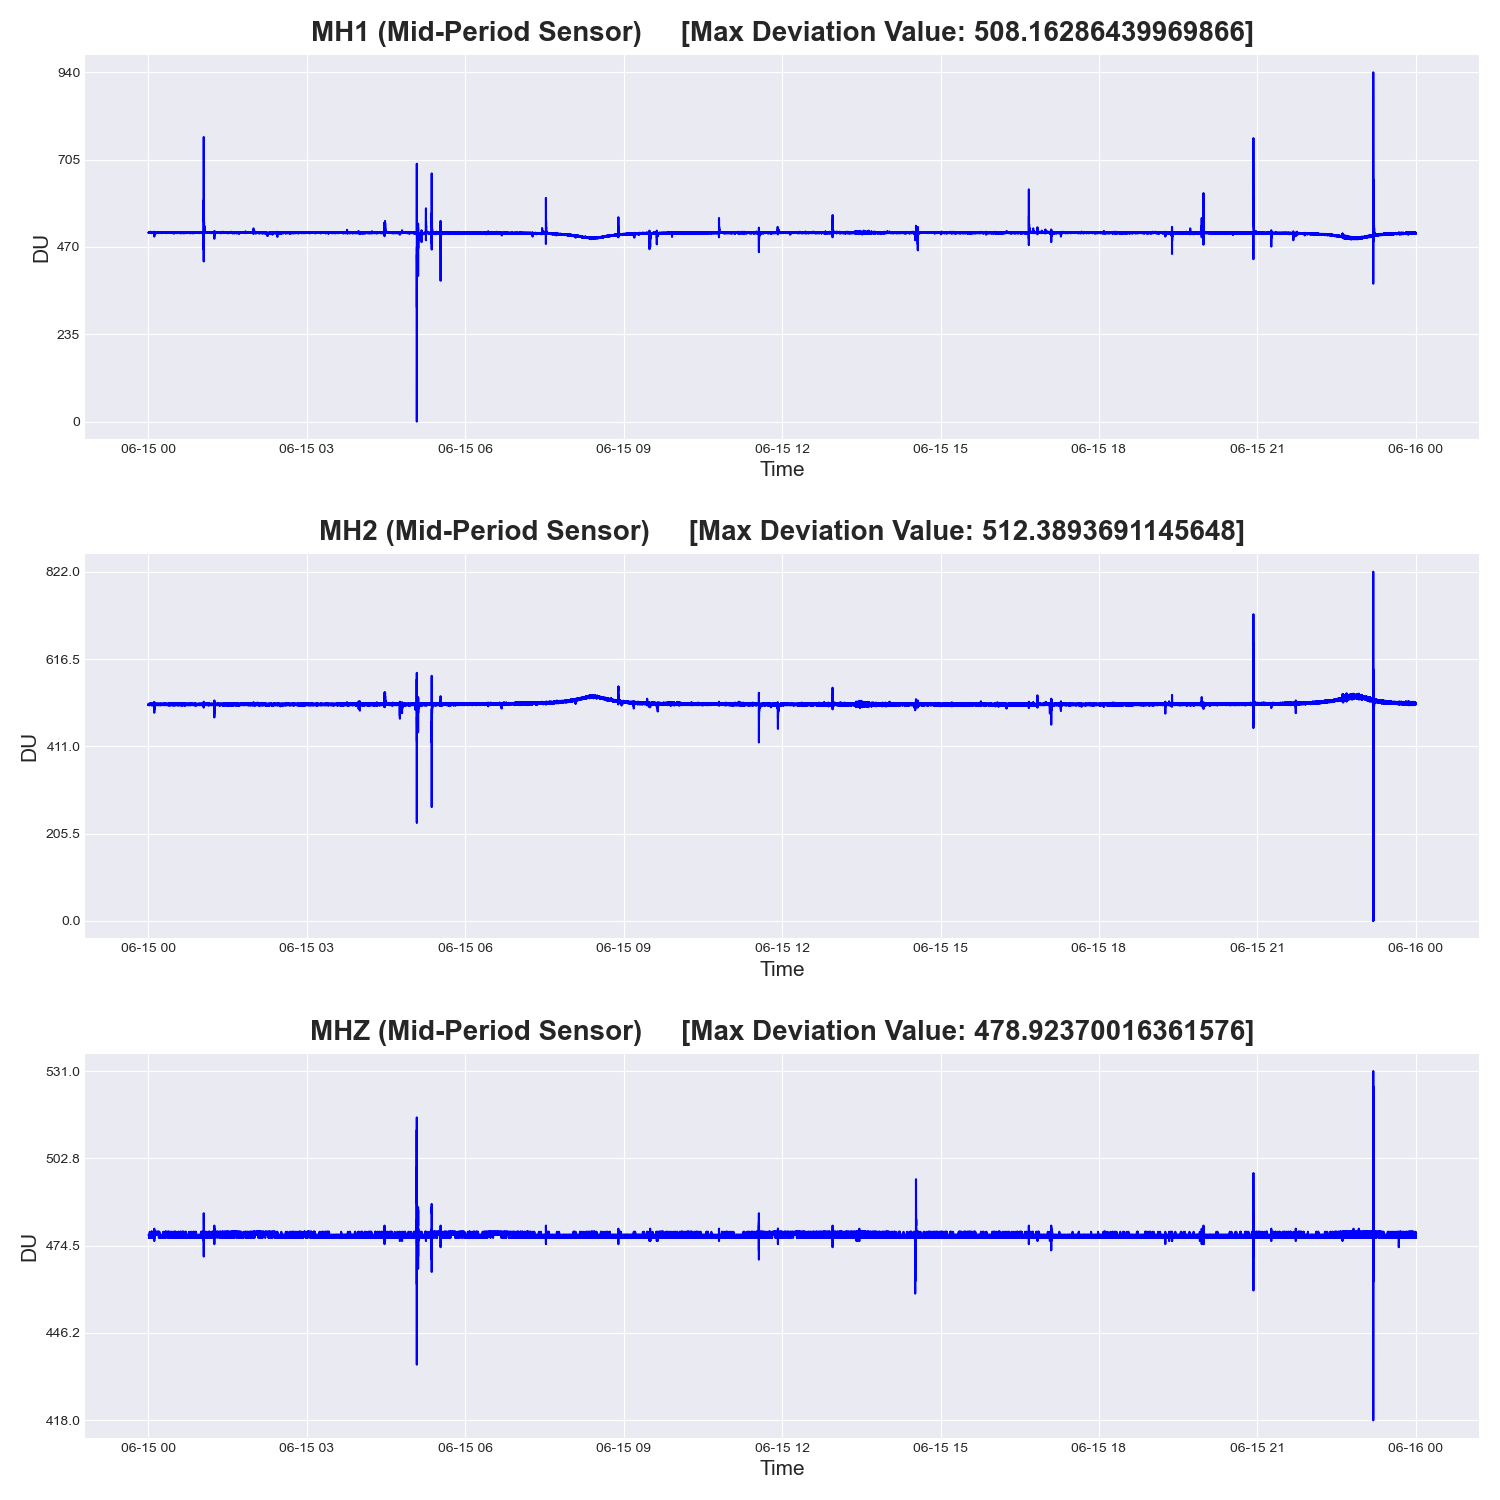 MH1 (Mid-Period Sensor) [Max Deviation Value: 508.16286439969866]
940
705
470
235
0
DU
06-15 00 06-15 03 06-15 06 06-15 09 06-15 12 06-15 15 06-15 18 06-15 21 06-16 00
Time
MH2 (Mid-Period Sensor) [Max Deviation Value: 512.3893691145648]
822.0
616.5
411.0
205.5
0.0
DU
06-15 00 06-15 03 06-15 06 06-15 09 06-15 12 06-15 15 06-15 18 06-15 21 06-16 00
Time
MHZ (Mid-Period Sensor) [Max Deviation Value: 478.92370016361576]
531.0
502.8
474.5
446.2
418.0
DU
06-15 00 06-15 03 06-15 06 06-15 09 06-15 12 06-15 15 06-15 18 06-15 21 06-16 00
Time